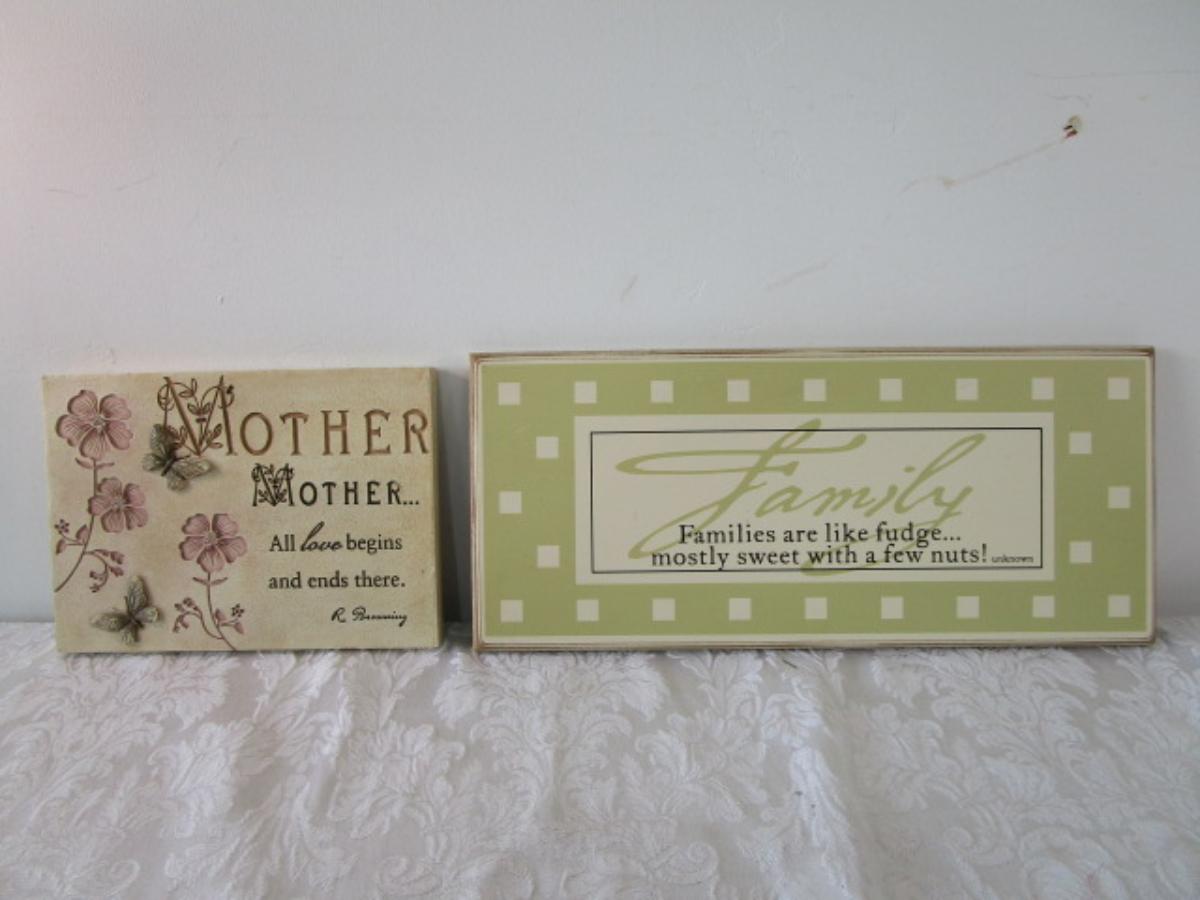 MOTHER
MOTHER...
All love begins
and ends there.
R. Browning
Family
Families are like fudge...
mostly sweet with a few nuts! unknown